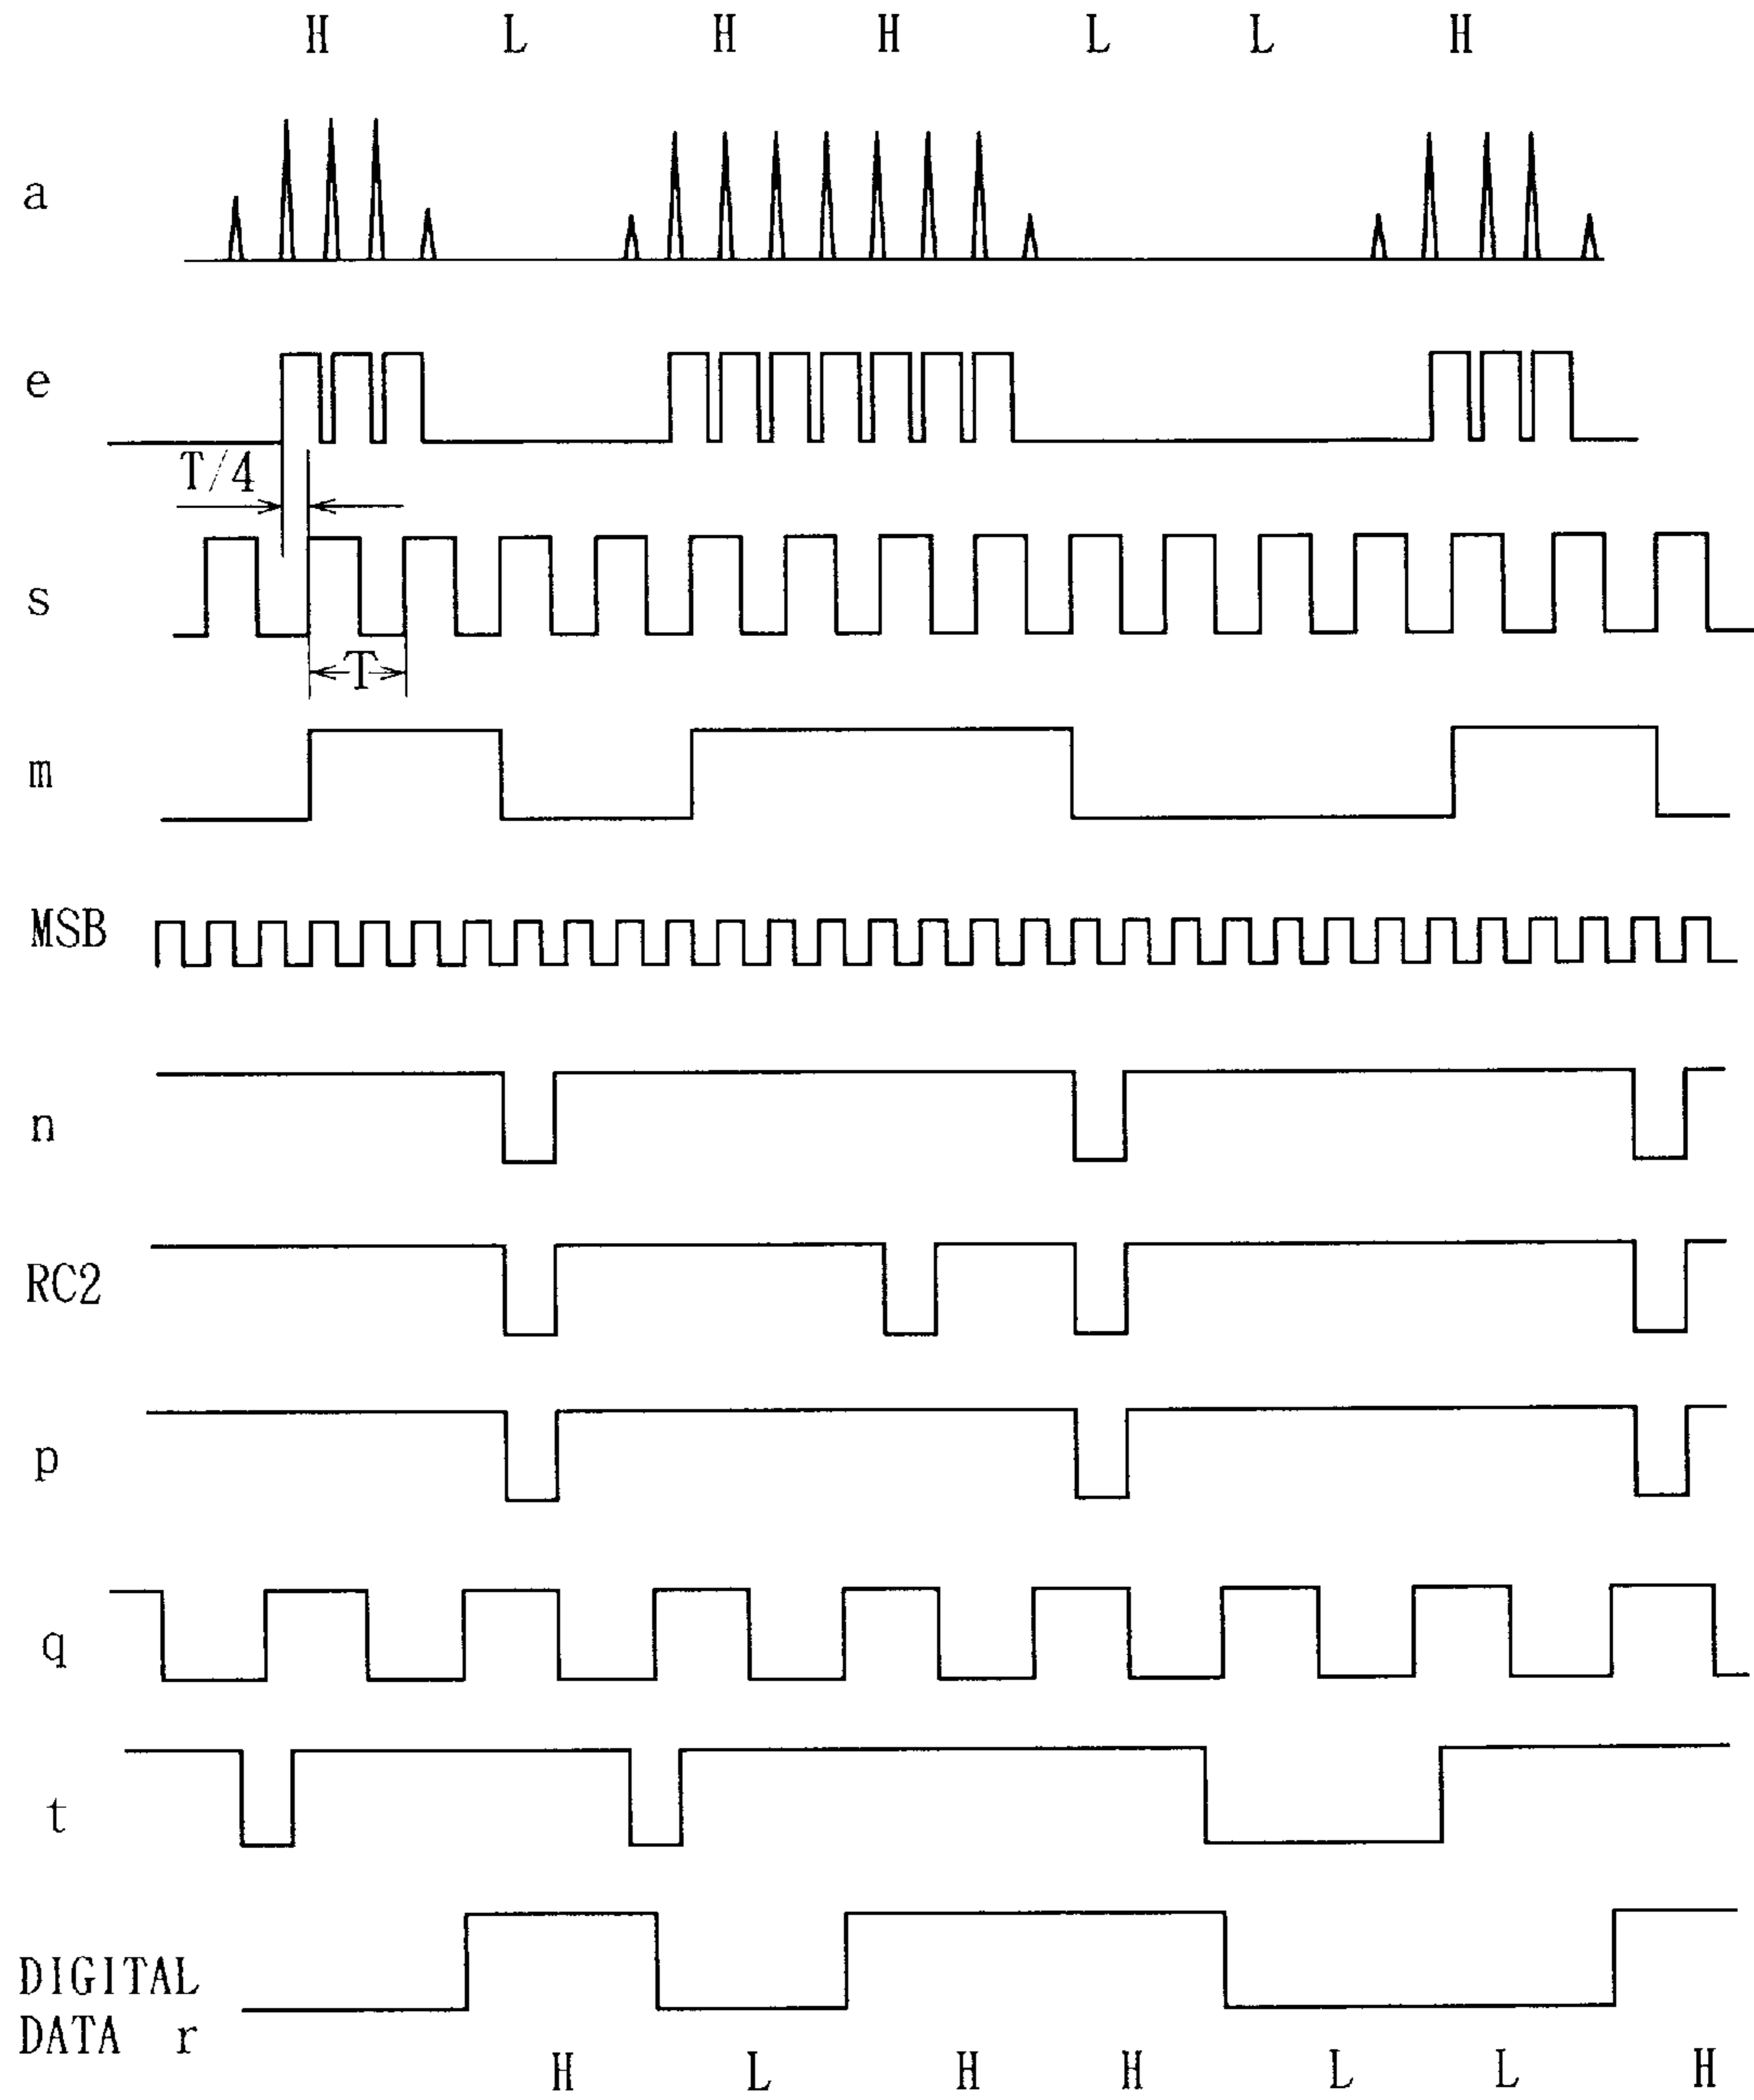 H L H H L L H
a
e
T/4
s
T
m
MSB
n
RC2
p
q
t
DIGITAL
DATA r
H L H H L L H